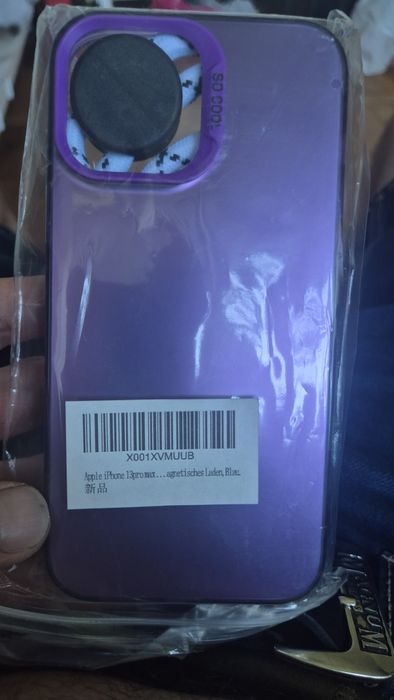 SO COOL
X001XVMUUB
Apple iPhone 13pro max...agnetisches Laden, Blau.
新品